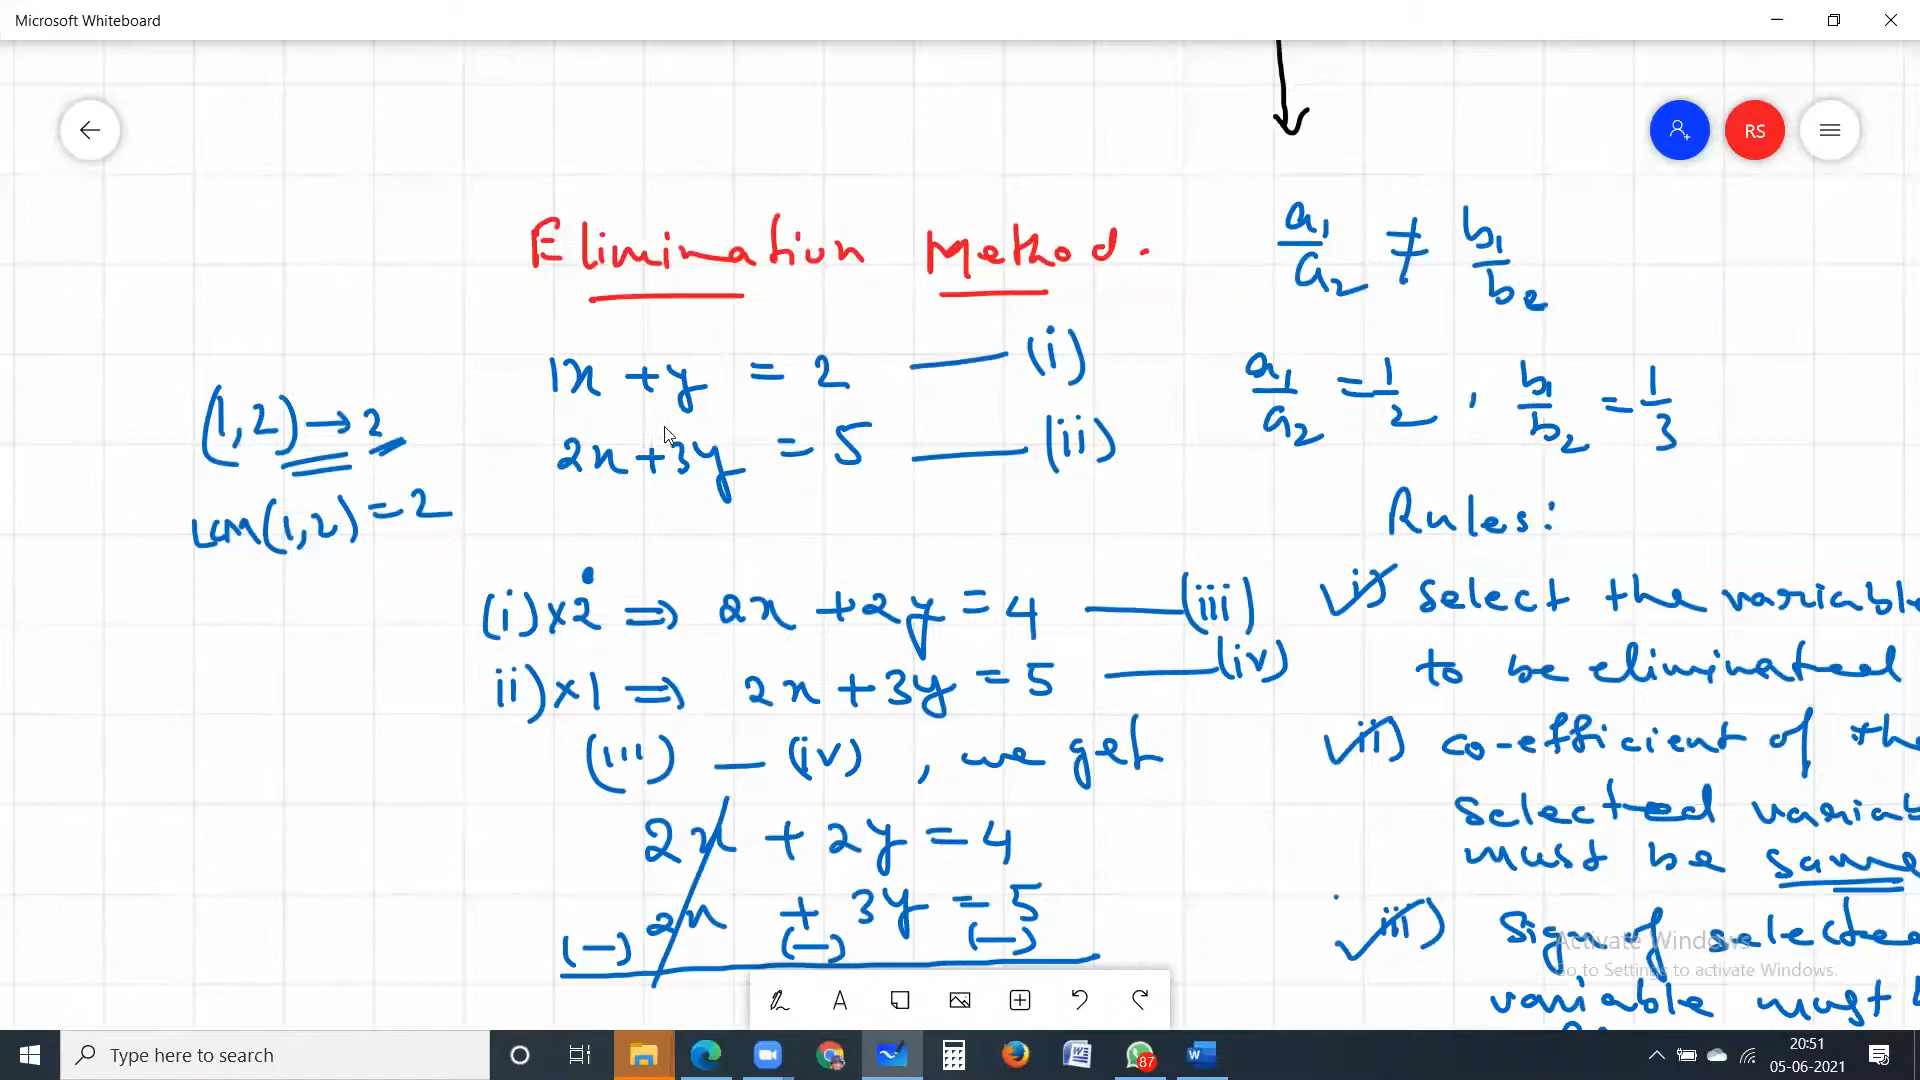 Microsoft Whiteboard
RS
Elimination Method.
a₁/a₂ ≠ b₁/b₂
1x + y = 2 —— (i)
2x + 3y = 5 —— (ii)
(1,2) → 2
LCM(1,2) = 2
a₁/a₂ = 1/2 , b₁/b₂ = 1/3
Rules:
(i) × 2 ⇒ 2x + 2y = 4 —— (iii)
ii) × 1 ⇒ 2x + 3y = 5 —— (iv)
(iii) — (iv) , we get
2x + 2y = 4
2x + 3y = 5
(—) (—) (—)
i) select the variable
to be eliminated
ii) co-efficient of the
selected variab
must be same
iii) Sign of selected
variable must b
Activate Windows
Go to Settings to activate Windows.
Type here to search
87
20:51
05-06-2021